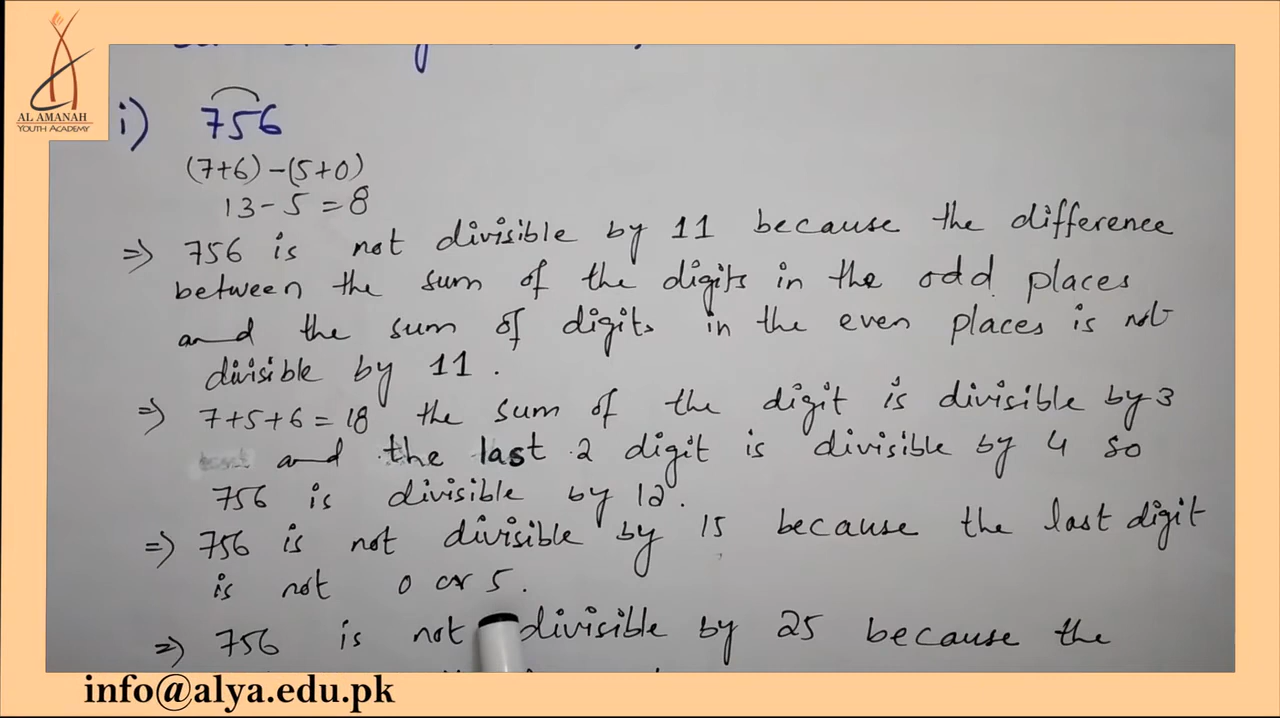 AL AMANAH
YOUTH ACADEMY
i) 756
(7+6)-(5+0)
13-5=8
⇒ 756 is not divisible by 11 because the difference
between the sum of the digits in the odd places
and the sum of digits in the even places is not
divisible by 11.
⇒ 7+5+6=18 the sum of the digit is divisible by 3
and the last 2 digit is divisible by 4 so
756 is divisible by 12.
⇒ 756 is not divisible by 15 because the last digit
is not 0 or 5.
⇒ 756 is not divisible by 25 because the
info@alya.edu.pk